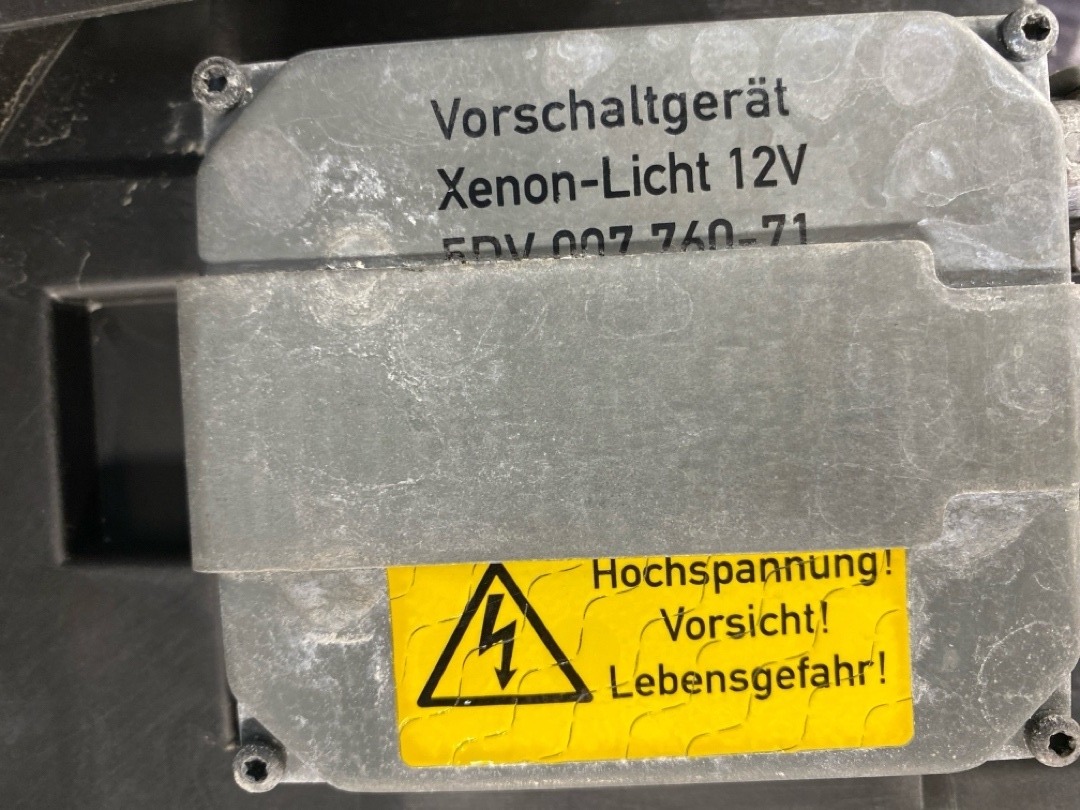 Vorschaltgerät
Xenon-Licht 12V
5DV 007 760-71
Hochspannung!
Vorsicht!
Lebensgefahr!